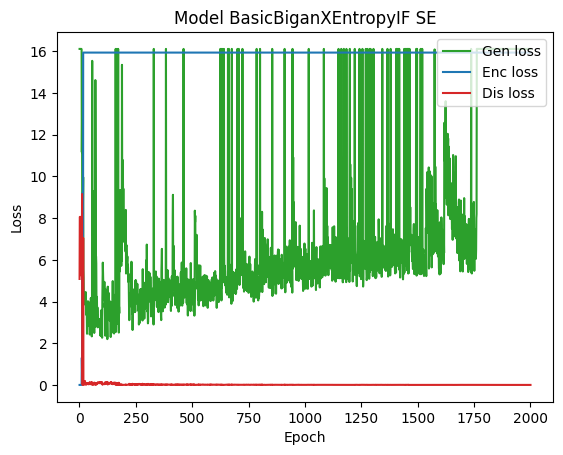 Model BasicBiganXEntropyIF SE
Gen loss
Enc loss
Dis loss
Loss
16
14
12
10
8
6
4
2
0
0 250 500 750 1000 1250 1500 1750 2000
Epoch